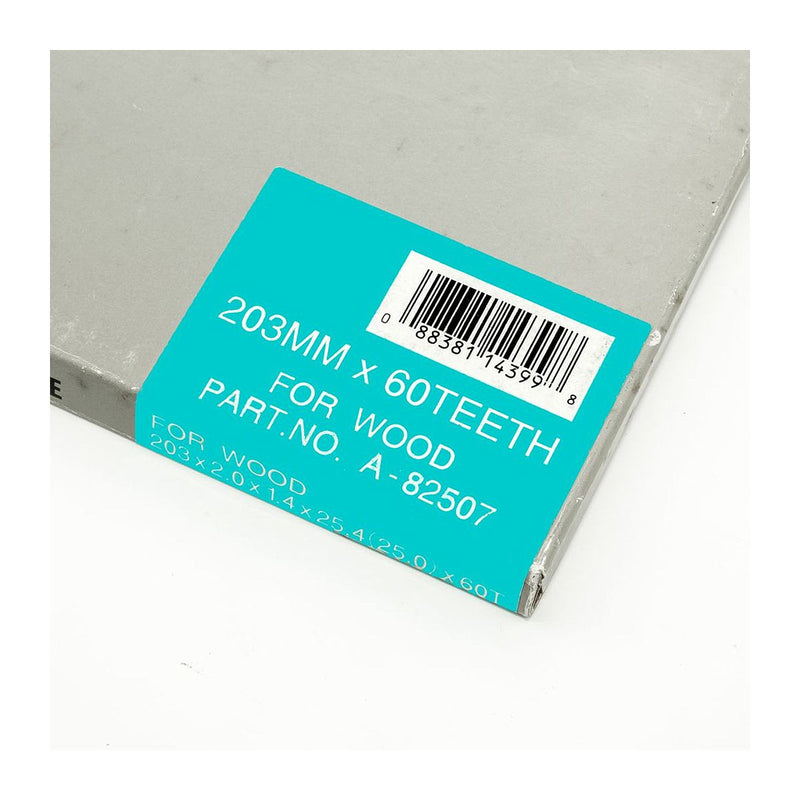 0 88381 14399 8
203MM x 60TEETH
FOR WOOD
PART.NO. A-82507
FOR WOOD
203x2.0x1.4x25.4(25.0)x60T
E